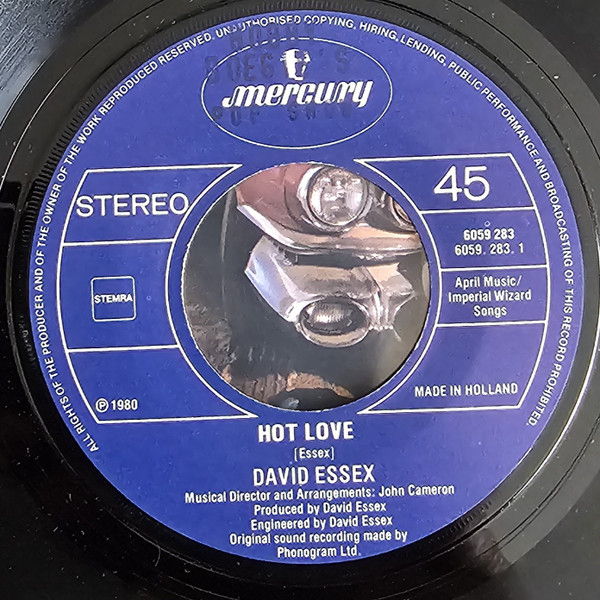 ALL RIGHTS OF THE PRODUCER AND OF THE OWNER OF THE WORK REPRODUCED RESERVED. UNAUTHORISED COPYING, HIRING, LENDING, PUBLIC PERFORMANCE AND BROADCASTING OF THIS RECORD PROHIBITED.
mercury
STEREO
45
6059 283
6059. 283. 1
STEMRA
April Music/
Imperial Wizard
Songs
℗ 1980
MADE IN HOLLAND
HOT LOVE
[Essex]
DAVID ESSEX
Musical Director and Arrangements: John Cameron
Produced by David Essex
Engineered by David Essex
Original sound recording made by
Phonogram Ltd.